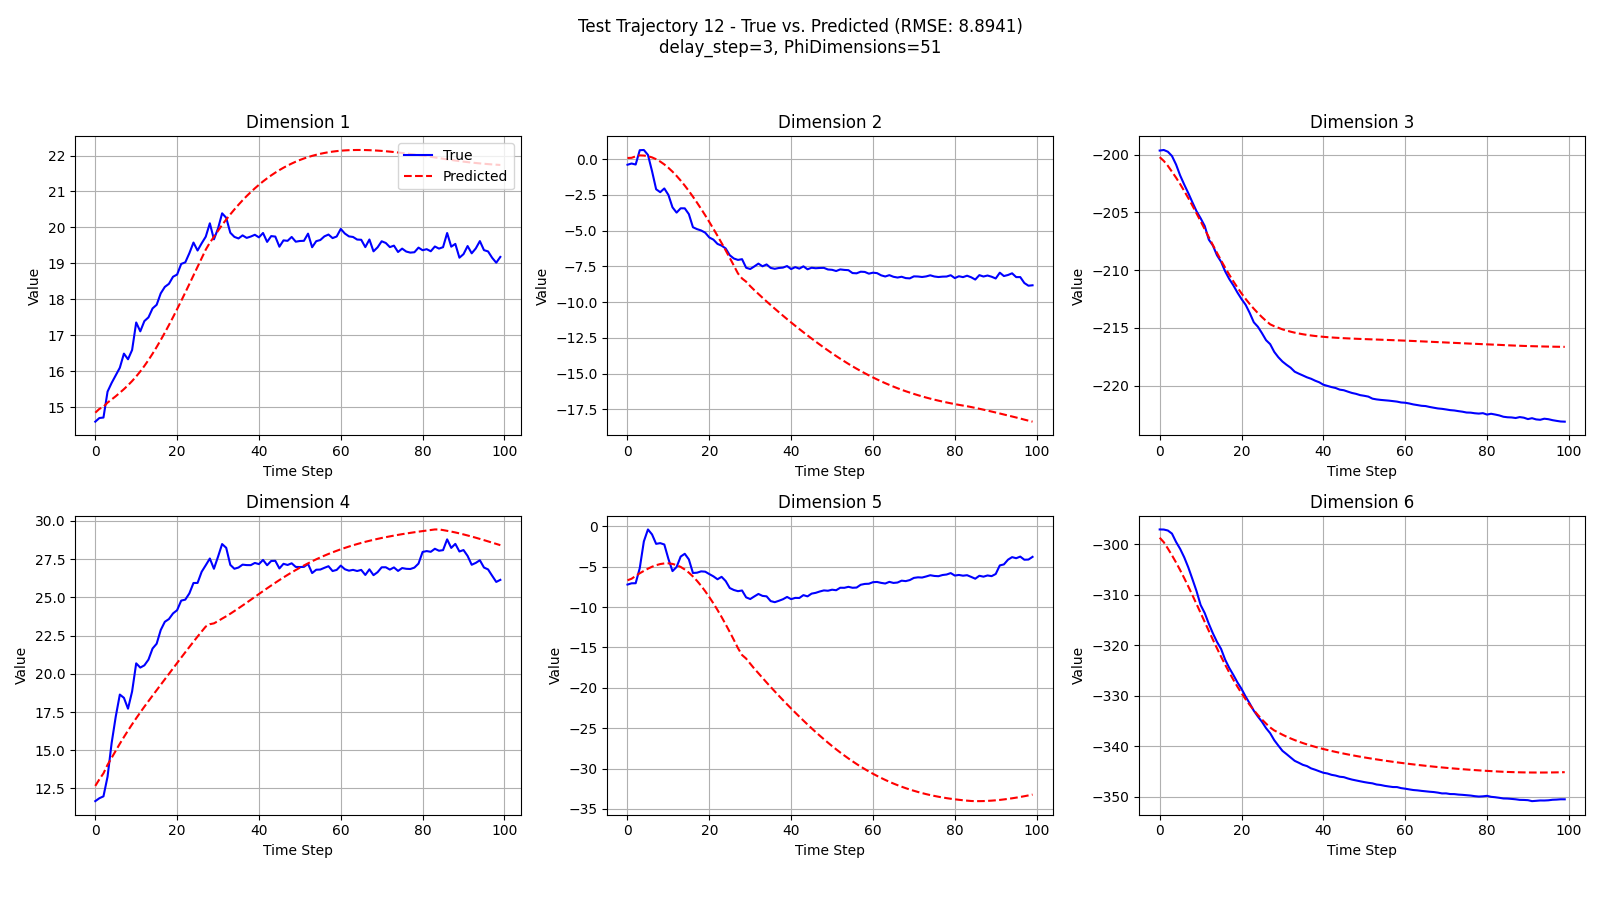 Test Trajectory 12 - True vs. Predicted (RMSE: 8.8941)
delay_step=3, PhiDimensions=51
Dimension 1
Value
22
21
20
19
18
17
16
15
0 20 40 60 80 100
Time Step
True
Predicted
Dimension 2
Value
0.0
−2.5
−5.0
−7.5
−10.0
−12.5
−15.0
−17.5
0 20 40 60 80 100
Time Step
Dimension 3
Value
−200
−205
−210
−215
−220
0 20 40 60 80 100
Time Step
Dimension 4
Value
30.0
27.5
25.0
22.5
20.0
17.5
15.0
12.5
0 20 40 60 80 100
Time Step
Dimension 5
Value
0
−5
−10
−15
−20
−25
−30
−35
0 20 40 60 80 100
Time Step
Dimension 6
Value
−300
−310
−320
−330
−340
−350
0 20 40 60 80 100
Time Step